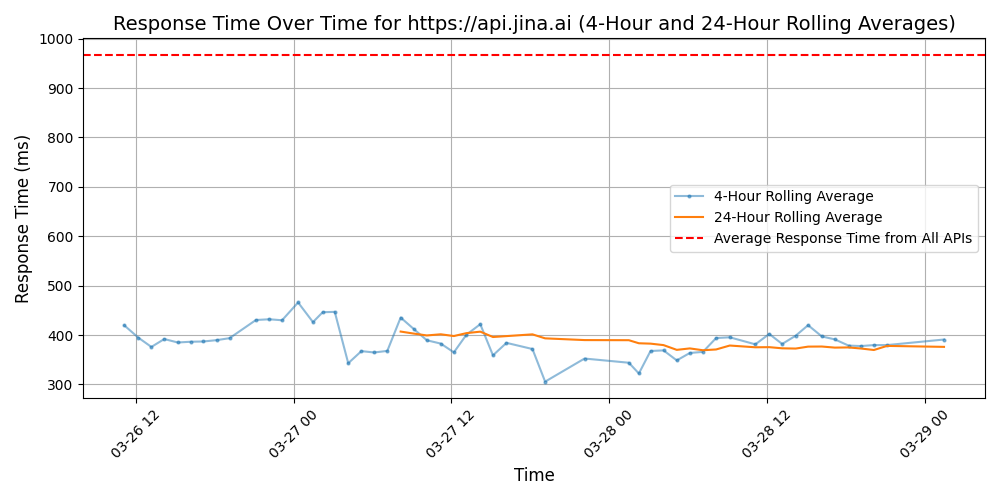 Response Time Over Time for https://api.jina.ai (4-Hour and 24-Hour Rolling Averages)
Response Time (ms)
1000
900
800
700
600
500
400
300
4-Hour Rolling Average
24-Hour Rolling Average
Average Response Time from All APIs
03-26 12
03-27 00
03-27 12
03-28 00
03-28 12
03-29 00
Time